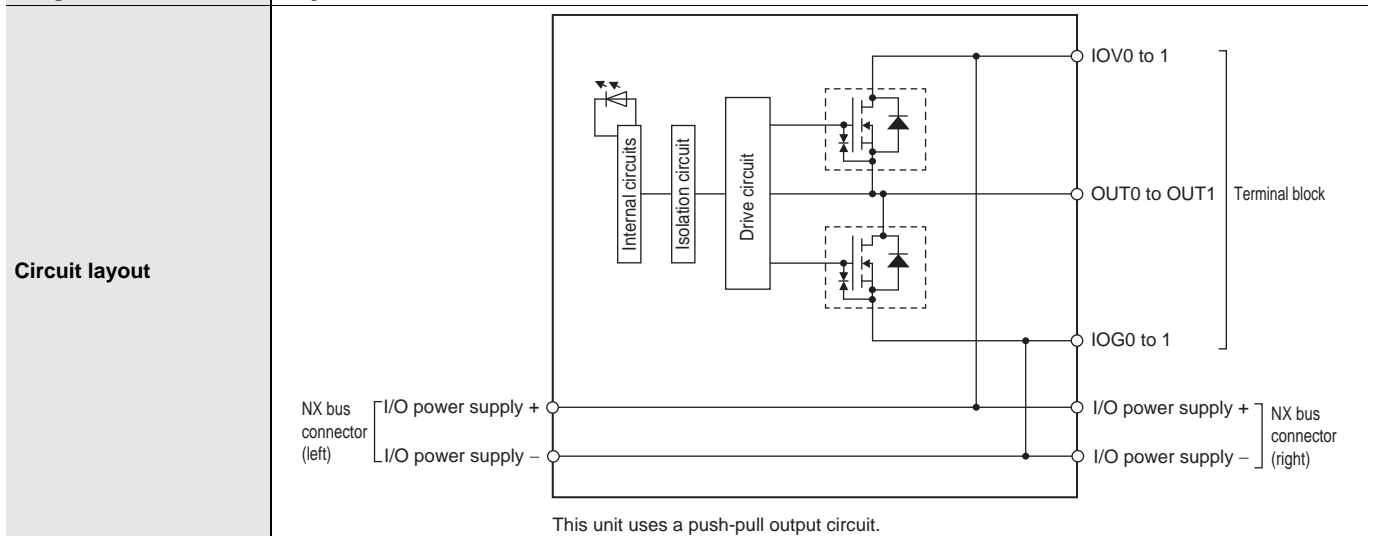 Circuit layout
Internal circuits
Isolation circuit
Drive circuit
IOV0 to 1
OUT0 to OUT1
Terminal block
IOG0 to 1
NX bus
connector
(left)
I/O power supply +
I/O power supply −
I/O power supply +
I/O power supply −
NX bus
connector
(right)
This unit uses a push-pull output circuit.